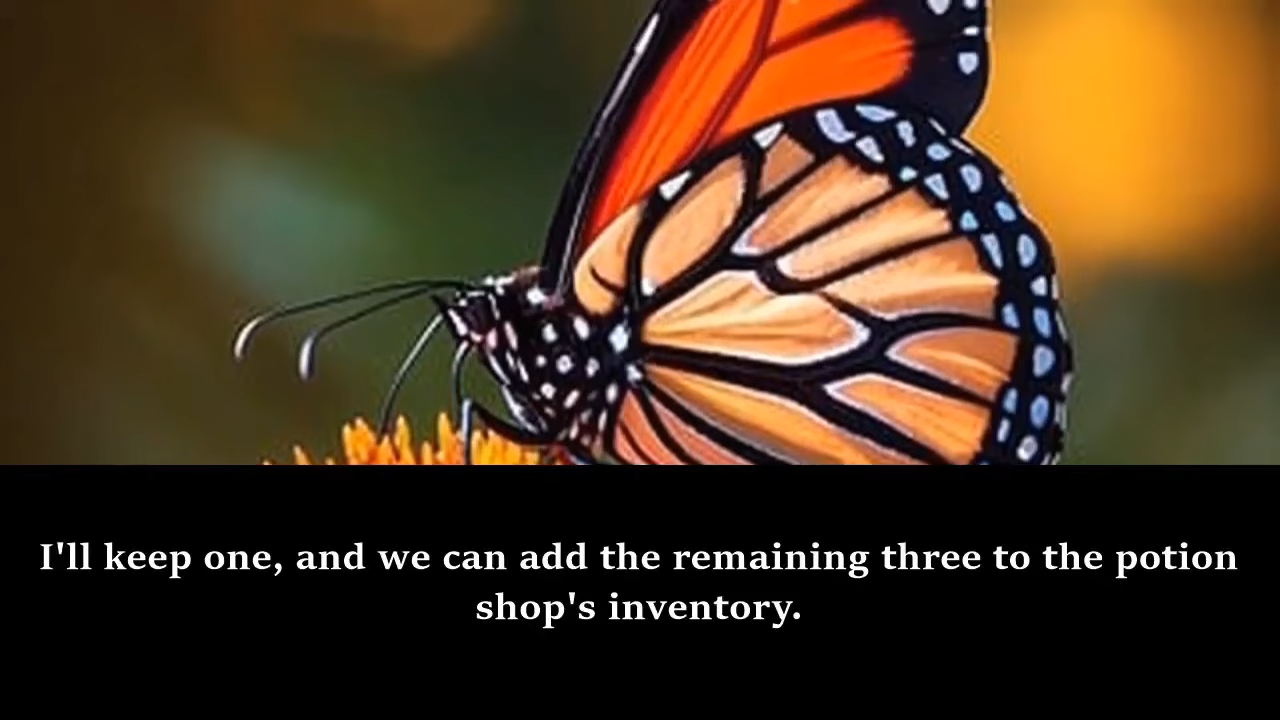 I'll keep one, and we can add the remaining three to the potion
shop's inventory.